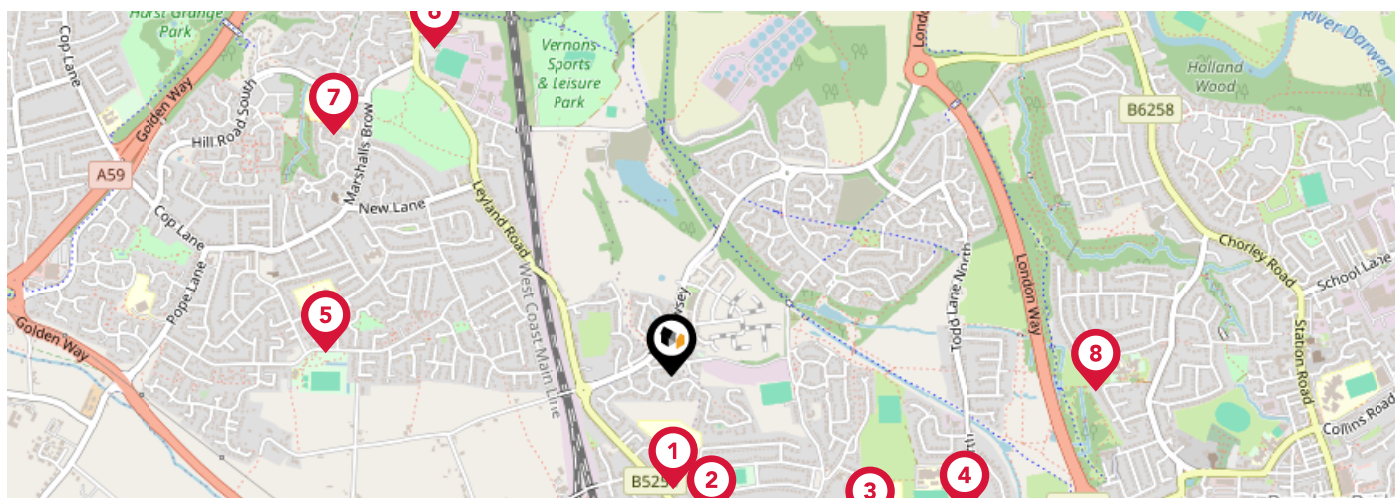 Hurst Grange
Park
Cop Lane
Golden Way
Hill Road South
7
Marshalls Brow
A59
New Lane
Cop Lane
Pope Lane
Golden Way
5
6
Leyland Road
West Coast Main Line
Vernons
Sports
& Leisure
Park
River Darwen
Holland
Wood
B6258
Chorley Road
School Lane
London Way
Todd Lane North
Station Road
Collins Road
8
1
2
3
4